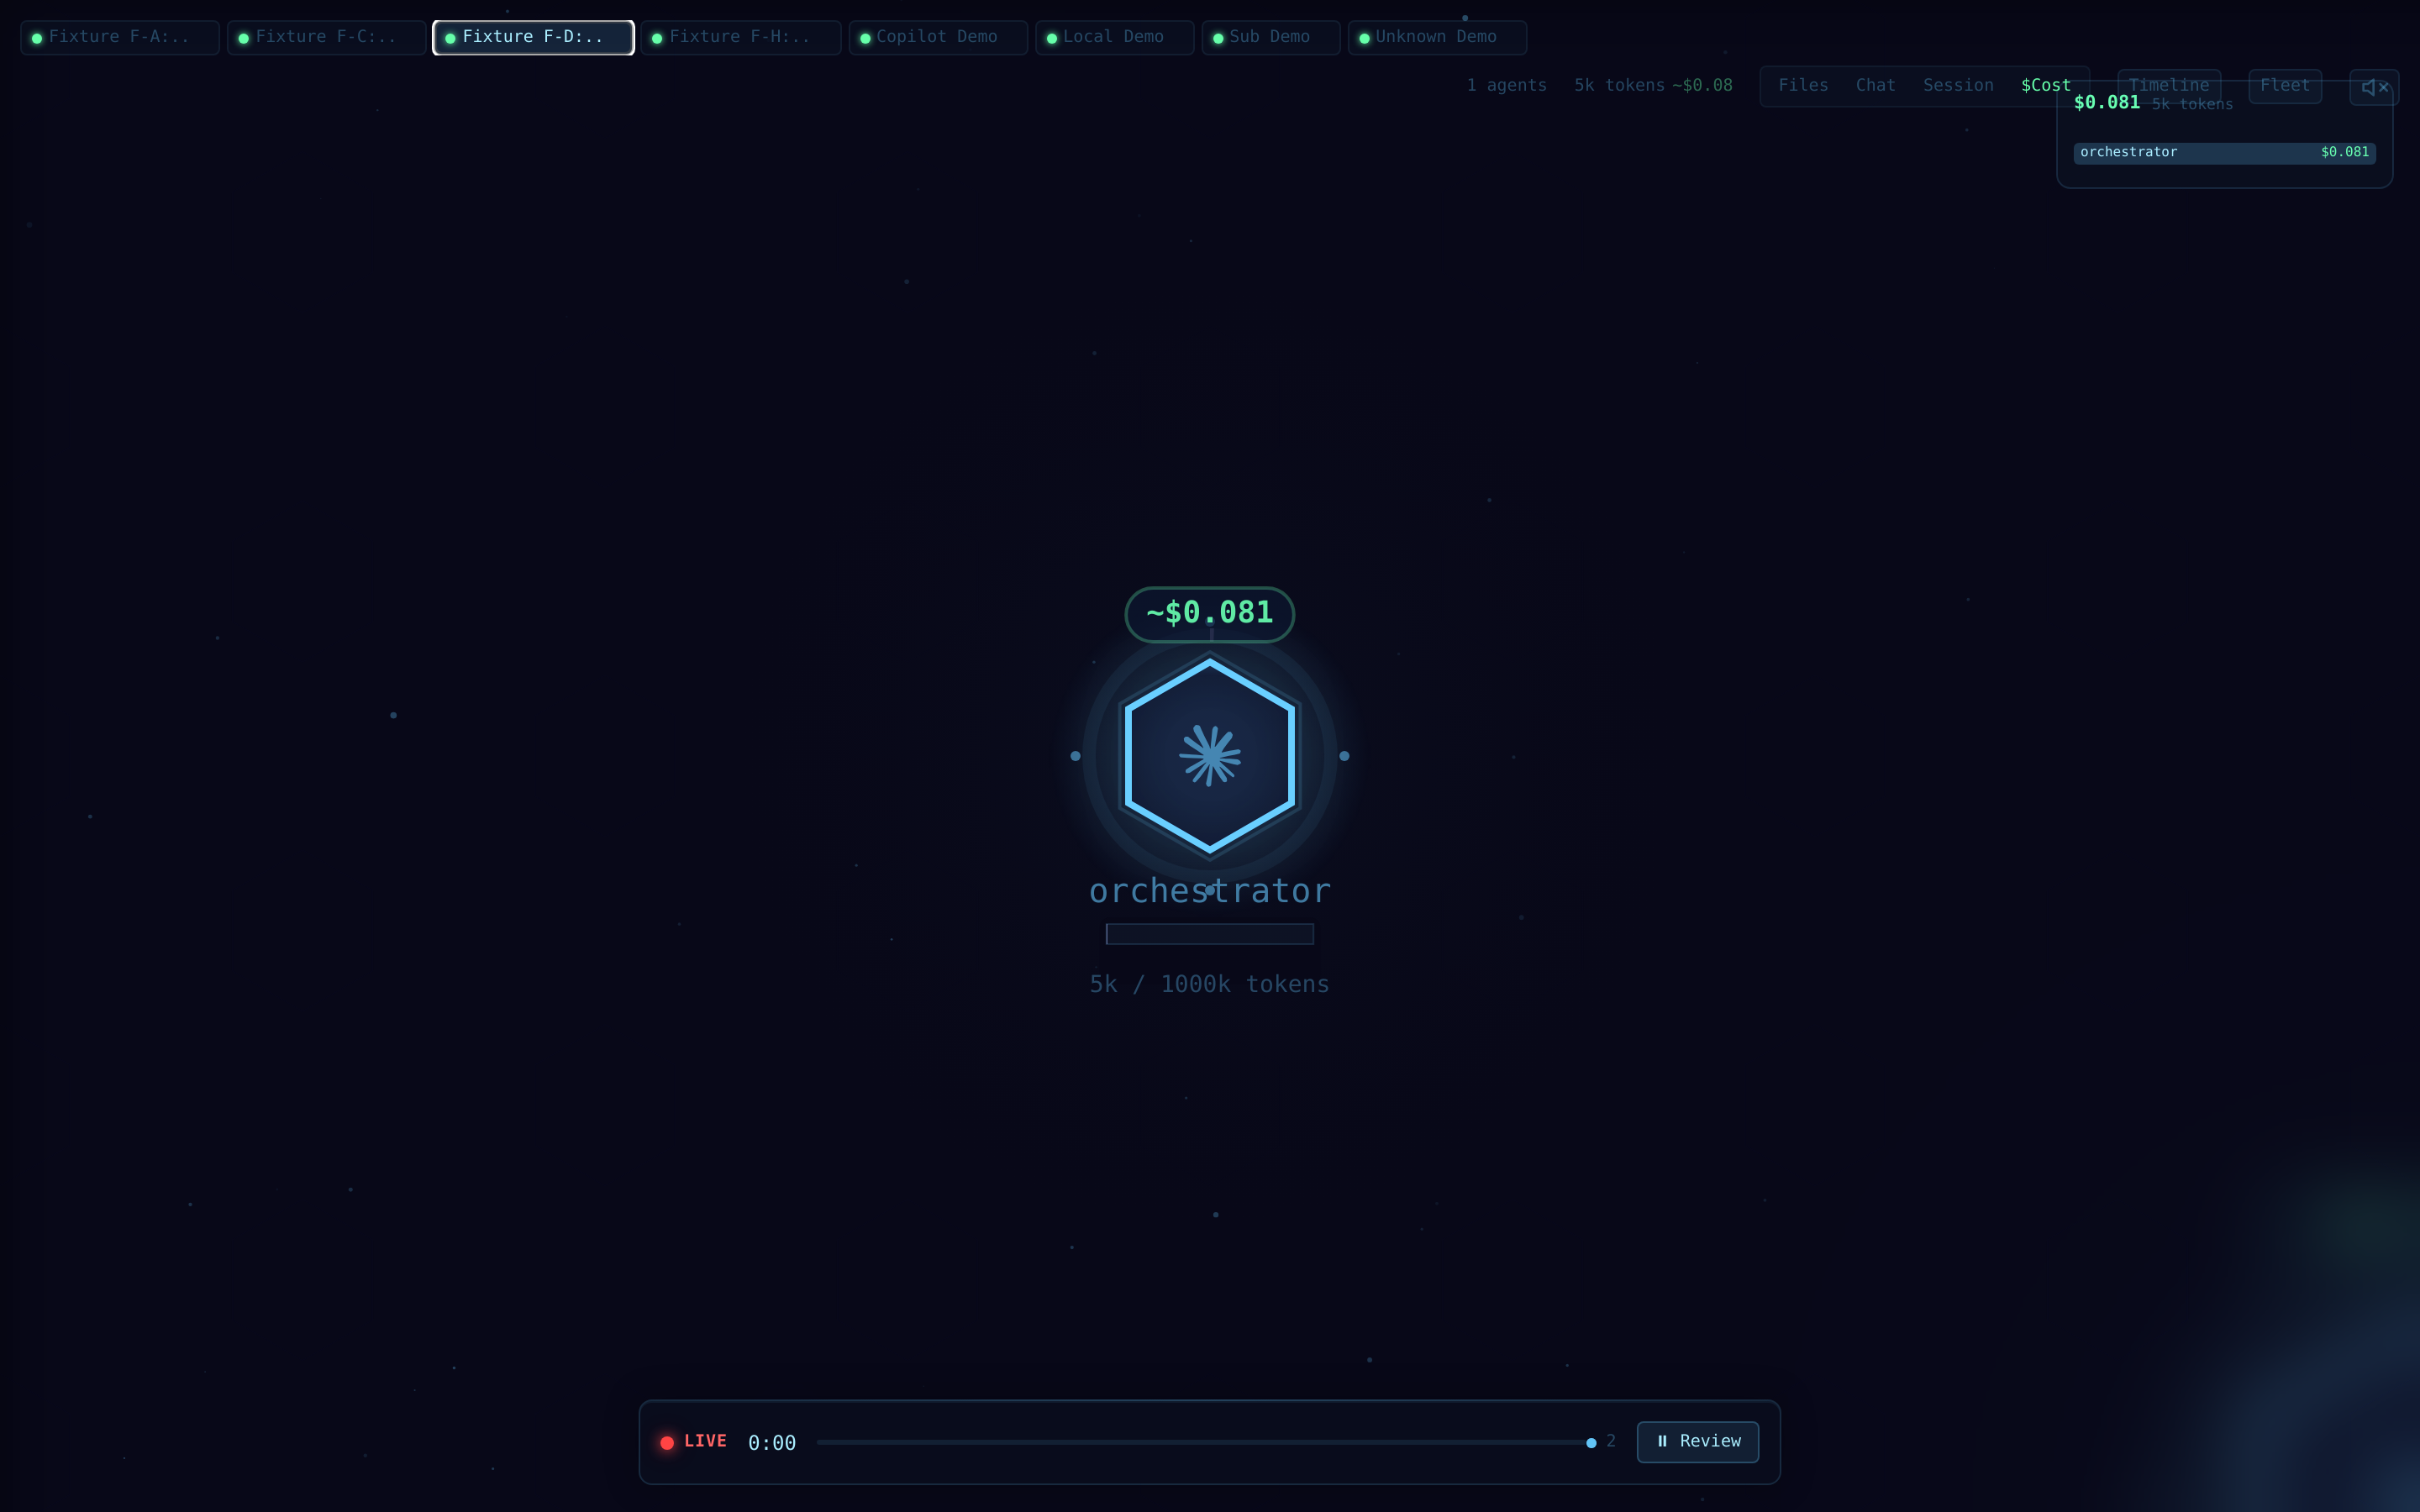 Fixture F-A:.. Fixture F-C:.. Fixture F-D:.. Fixture F-H:.. Copilot Demo Local Demo Sub Demo Unknown Demo
1 agents 5k tokens ~$0.08 Files Chat Session $Cost Timeline Fleet
$0.081 5k tokens
orchestrator $0.081
~$0.081
orchestrator
5k / 1000k tokens
LIVE 0:00 2 Review